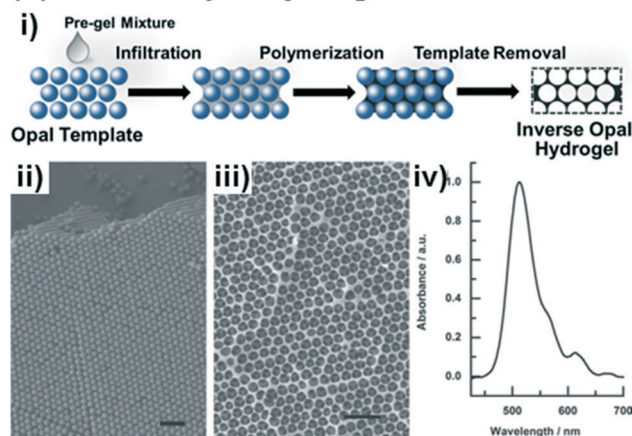 i)
Pre-gel Mixture
Infiltration
Polymerization
Template Removal
Opal Template
Inverse Opal
Hydrogel
ii)
iii)
iv)
1.0
0.8
0.6
0.4
0.2
0.0
Absorbance / a.u.
500 600 700
Wavelength / nm